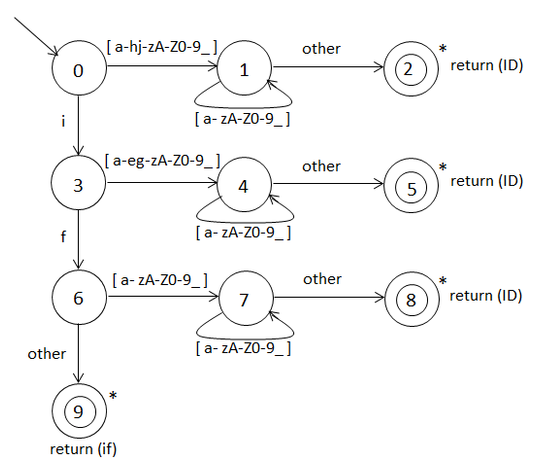 [ a-hj-zA-Z0-9_ ]
other
*
0
1
2
return (ID)
[ a- zA-Z0-9_ ]
i
[ a-eg-zA-Z0-9_ ]
other
*
3
4
5
return (ID)
[ a- zA-Z0-9_ ]
f
[ a- zA-Z0-9_ ]
other
*
6
7
8
return (ID)
[ a- zA-Z0-9_ ]
other
*
9
return (if)